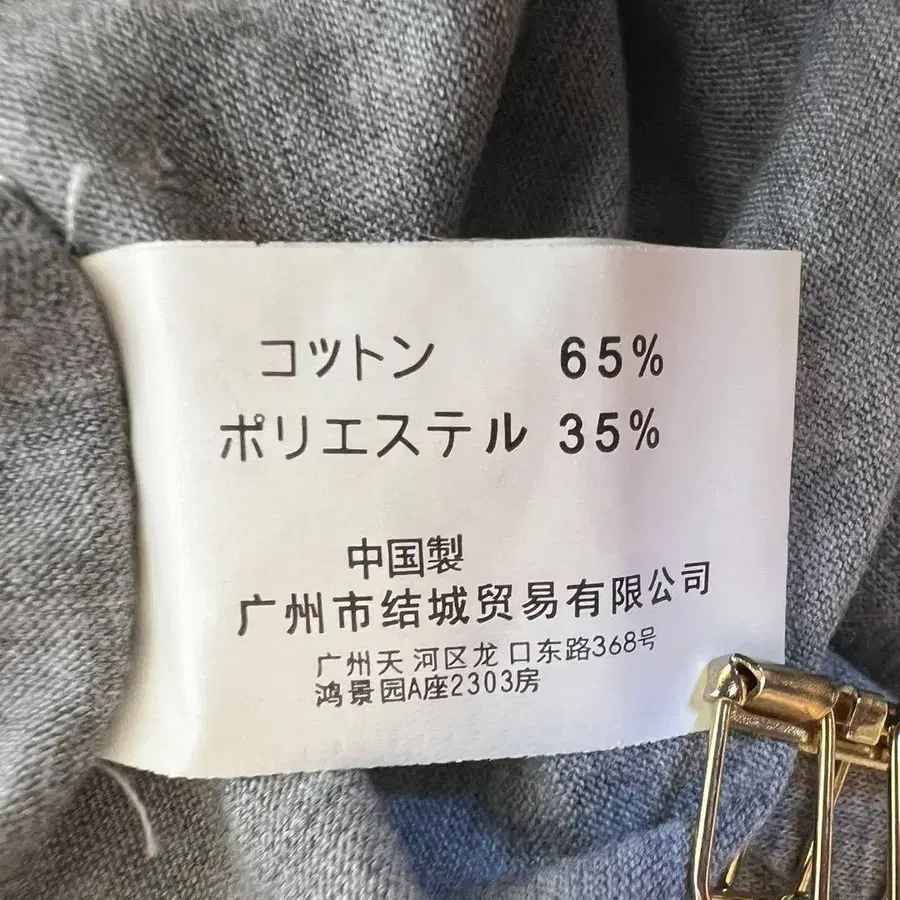 コットン 65%
ポリエステル 35%
中国製
广州市结城贸易有限公司
广州天河区龙口东路368号
鸿景园A座2303房